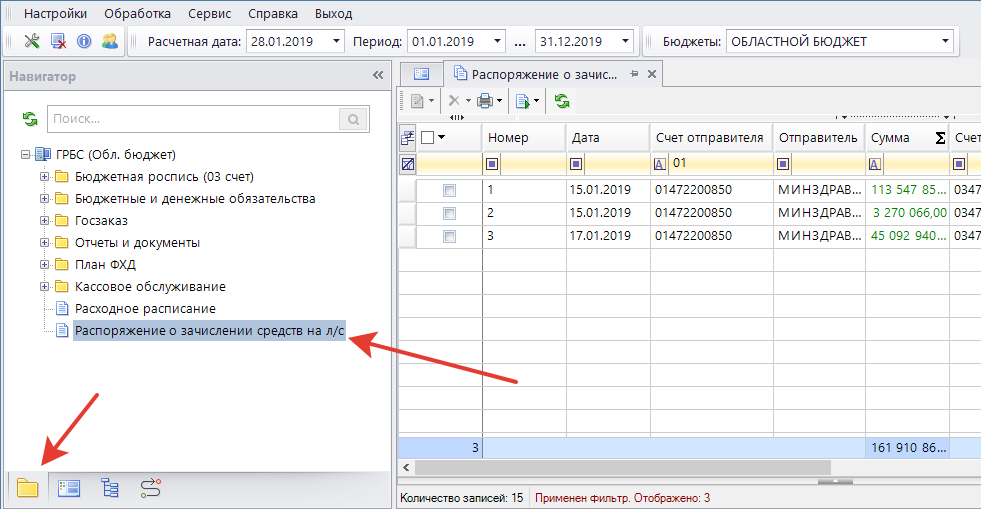 Настройки Обработка Сервис Справка Выход
Расчетная дата: 28.01.2019 Период: 01.01.2019 ... 31.12.2019 Бюджеты: ОБЛАСТНОЙ БЮДЖЕТ
Навигатор
Поиск...
ГРБС (Обл. бюджет)
Бюджетная роспись (03 счет)
Бюджетные и денежные обязательства
Госзаказ
Отчеты и документы
План ФХД
Кассовое обслуживание
Расходное расписание
Распоряжение о зачислении средств на л/с
Распоряжение о зачис...
Номер Дата Счет отправителя Отправитель Сумма Σ Счет
01
1 15.01.2019 01472200850 МИНЗДРАВ... 113 547 85... 0347
2 15.01.2019 01472200850 МИНЗДРАВ... 3 270 066,00 0347
3 17.01.2019 01472200850 МИНЗДРАВ... 45 092 940... 0347
3 161 910 86...
Количество записей: 15 Применен фильтр. Отображено: 3